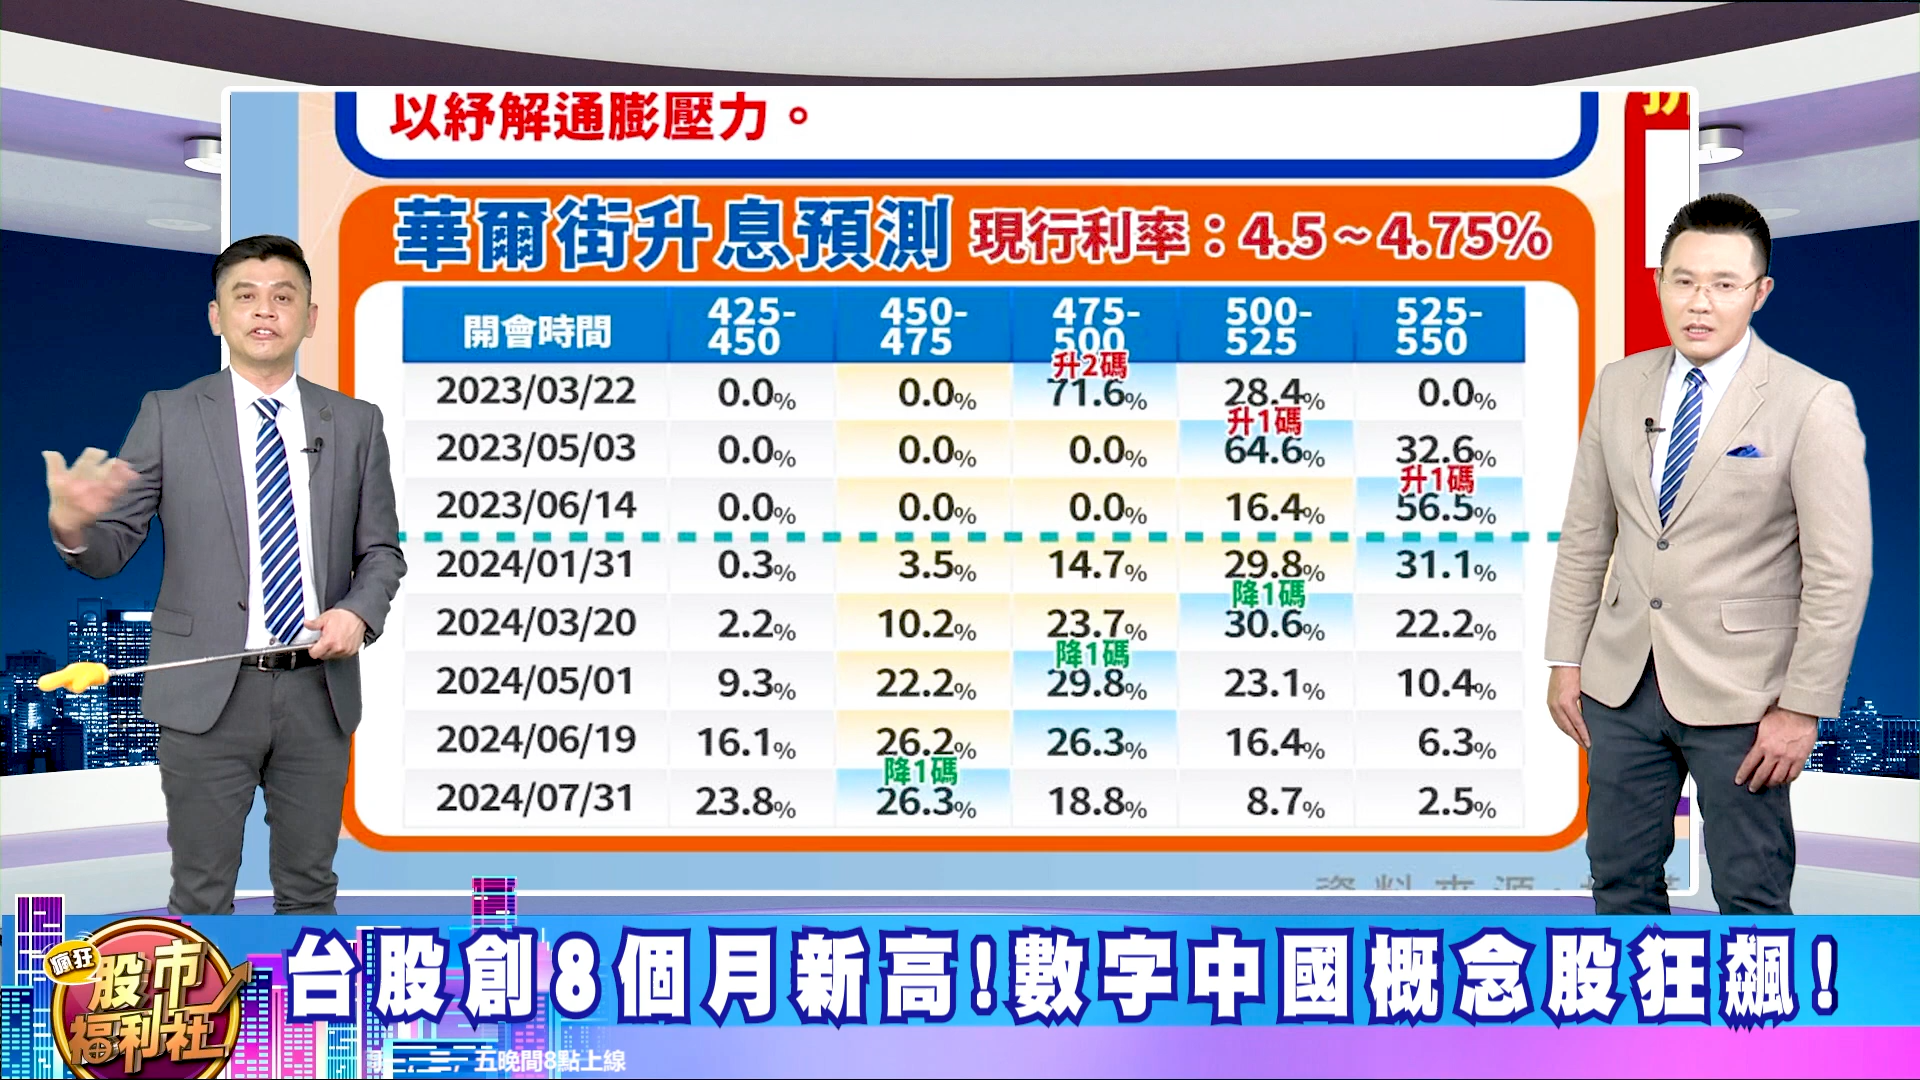 以紓解通膨壓力。
華爾街升息預測 現行利率：4.5～4.75%
開會時間 425-450 450-475 475-500 500-525 525-550
升2碼
2023/03/22 0.0% 0.0% 71.6% 28.4% 0.0%
升1碼
2023/05/03 0.0% 0.0% 0.0% 64.6% 32.6%
升1碼
2023/06/14 0.0% 0.0% 0.0% 16.4% 56.5%
2024/01/31 0.3% 3.5% 14.7% 29.8% 31.1%
降1碼
2024/03/20 2.2% 10.2% 23.7% 30.6% 22.2%
降1碼
2024/05/01 9.3% 22.2% 29.8% 23.1% 10.4%
2024/06/19 16.1% 26.2% 26.3% 16.4% 6.3%
降1碼
2024/07/31 23.8% 26.3% 18.8% 8.7% 2.5%
台股創8個月新高!數字中國概念股狂飆!
瘋狂
股市
福利社
五晚間8點上線